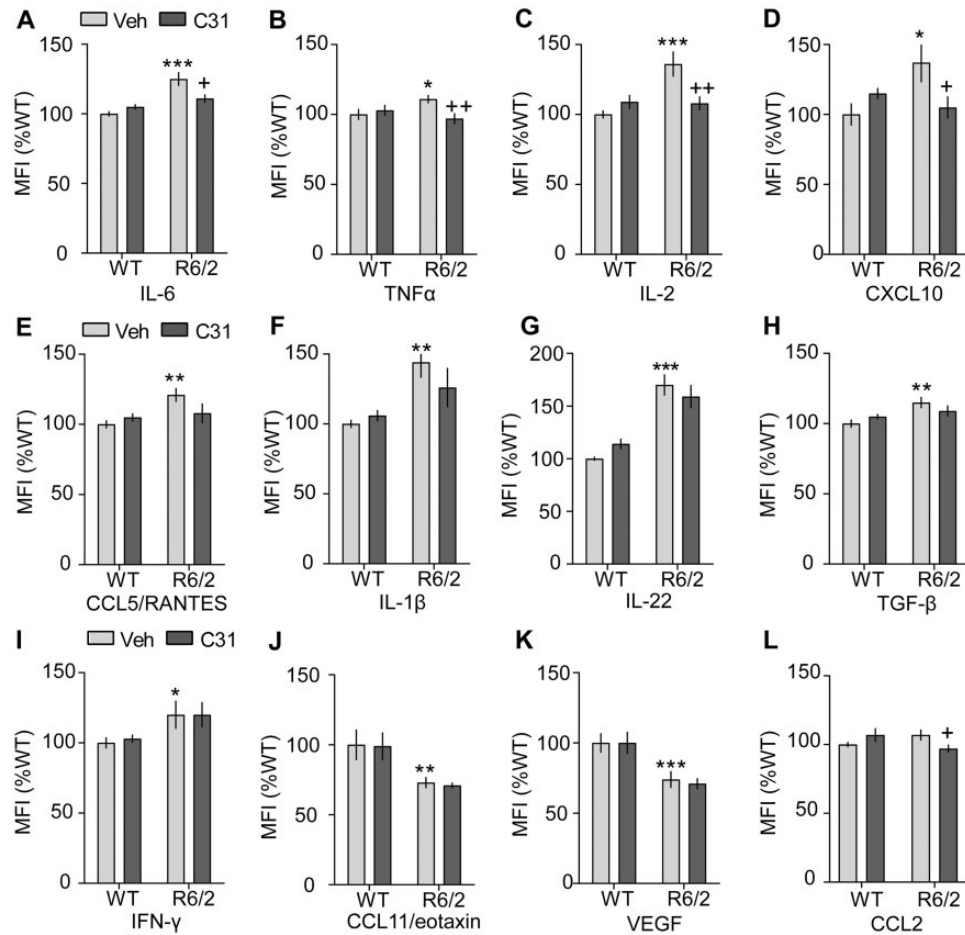 A Veh C31
MFI (%WT)
150
100
50
0
***
+
WT R6/2
IL-6
B
MFI (%WT)
150
100
50
0
*
++
WT R6/2
TNFα
C
MFI (%WT)
150
100
50
0
***
++
WT R6/2
IL-2
D
MFI (%WT)
150
100
50
0
*
+
WT R6/2
CXCL10
E Veh C31
MFI (%WT)
150
100
50
0
**
WT R6/2
CCL5/RANTES
F
MFI (%WT)
150
100
50
0
**
WT R6/2
IL-1β
G
MFI (%WT)
200
150
100
50
0
***
WT R6/2
IL-22
H
MFI (%WT)
150
100
50
0
**
WT R6/2
TGF-β
I Veh C31
MFI (%WT)
150
100
50
0
*
WT R6/2
IFN-γ
J
MFI (%WT)
150
100
50
0
**
WT R6/2
CCL11/eotaxin
K
MFI (%WT)
150
100
50
0
***
WT R6/2
VEGF
L
MFI (%WT)
150
100
50
0
+
WT R6/2
CCL2